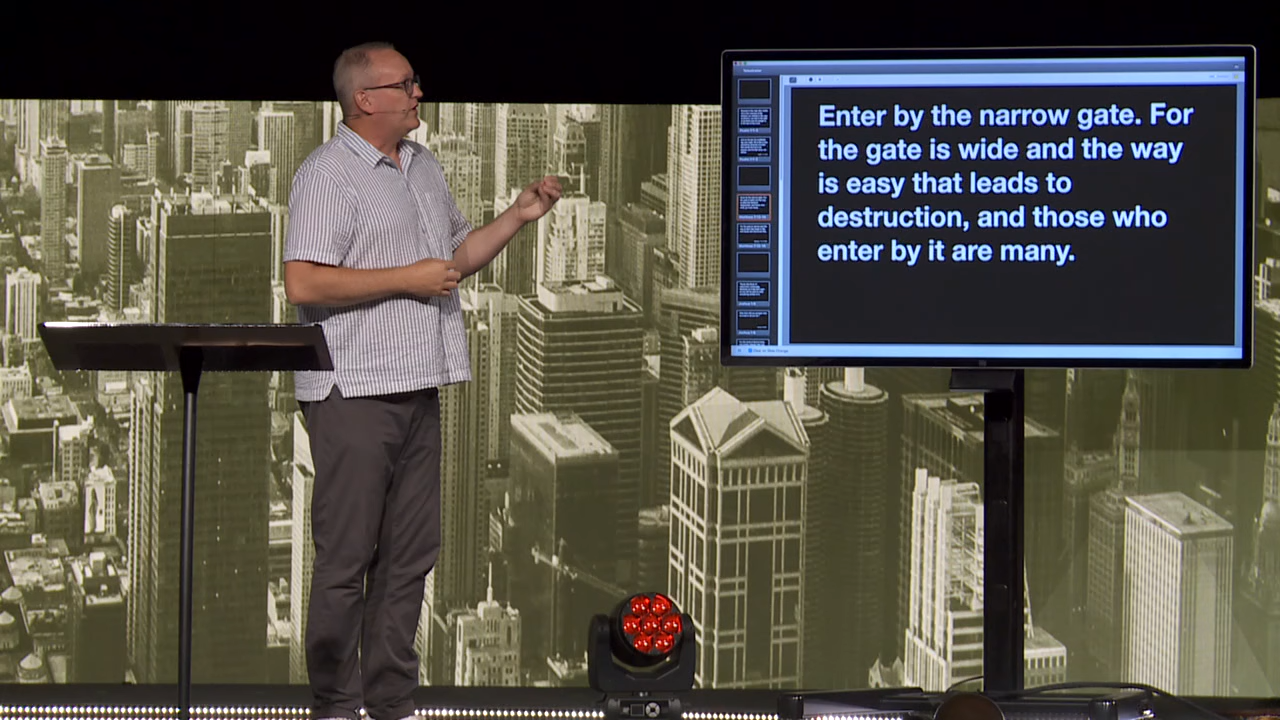 Enter by the narrow gate. For
the gate is wide and the way
is easy that leads to
destruction, and those who
enter by it are many.